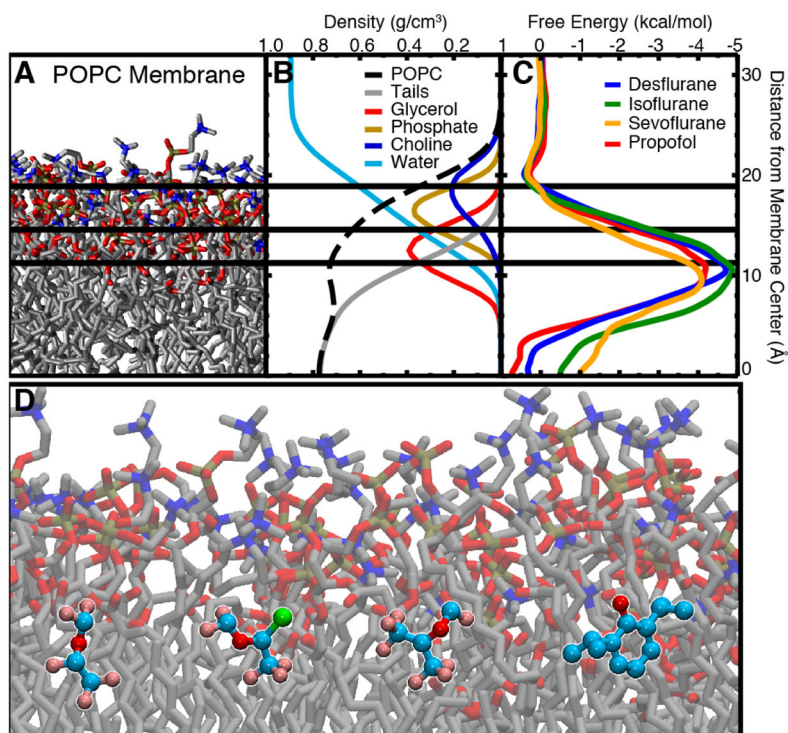 Density (g/cm³)
Free Energy (kcal/mol)
1.0 0.8 0.6 0.4 0.2 1
0 -1 -2 -3 -4 -5
A
POPC Membrane
B
POPC
Tails
Glycerol
Phosphate
Choline
Water
C
Desflurane
Isoflurane
Sevoflurane
Propofol
30
20
10
0
Distance from Membrane Center (Å)
D